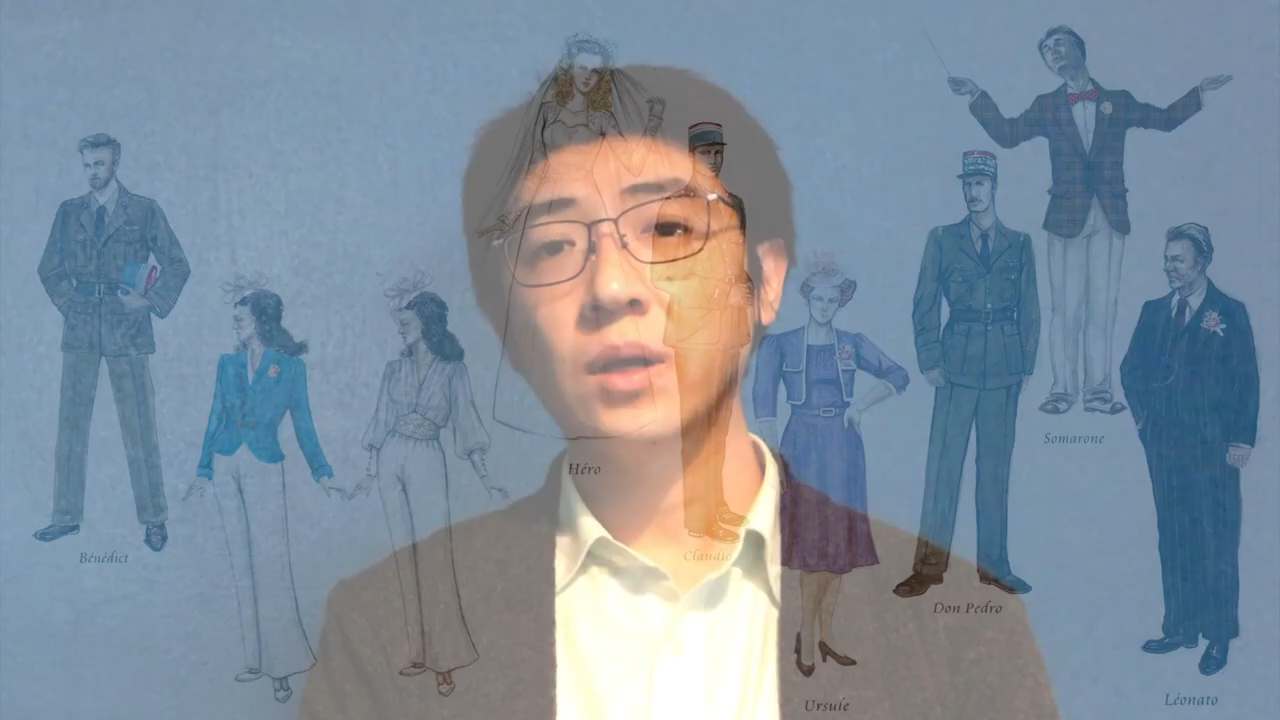 Héro
Somarone
Bénédict
Claudio
Don Pedro
Léonato
Ursule